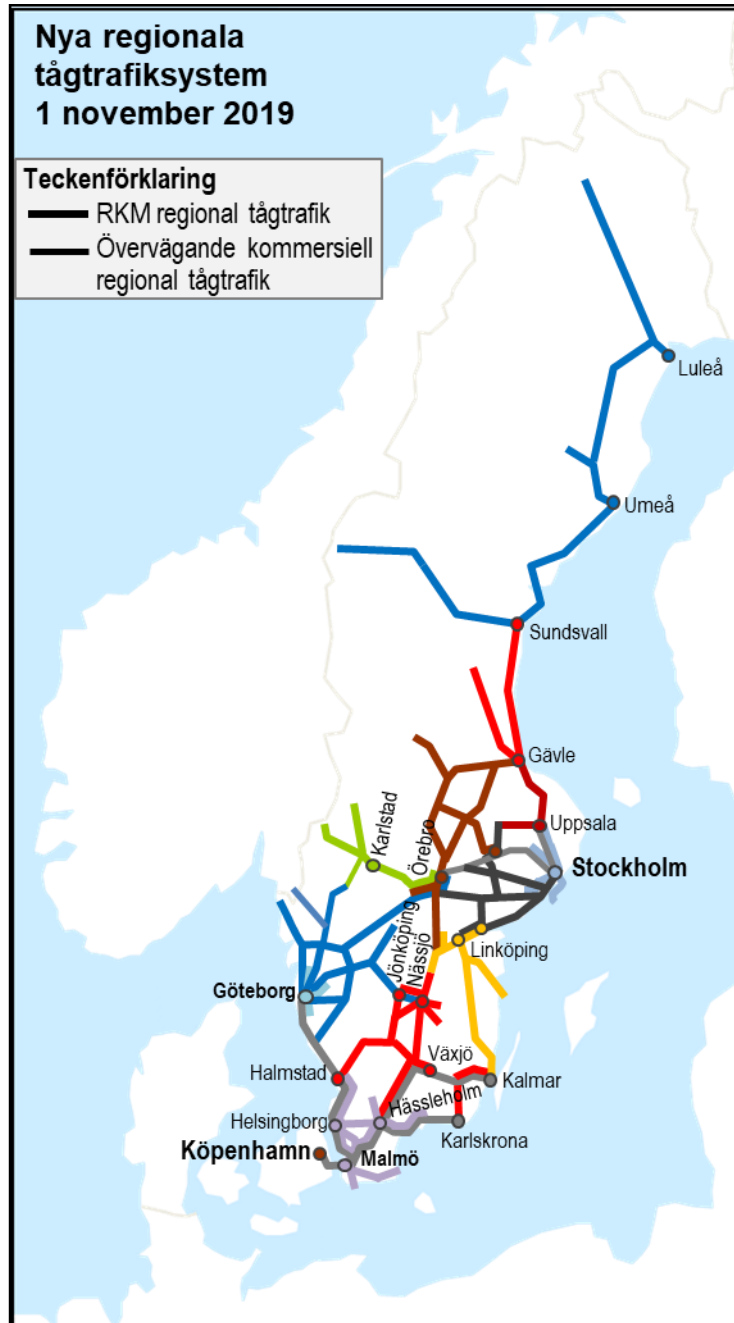 Nya regionala
tågtrafiksystem
1 november 2019
Teckenförklaring
RKM regional tågtrafik
Övervägande kommersiell
regional tågtrafik
Luleå
Umeå
Sundsvall
Gävle
Uppsala
Karlstad
Örebro
Stockholm
Jönköping
Nässjö
Linköping
Göteborg
Växjö
Halmstad
Kalmar
Hässleholm
Helsingborg
Karlskrona
Köpenhamn
Malmö